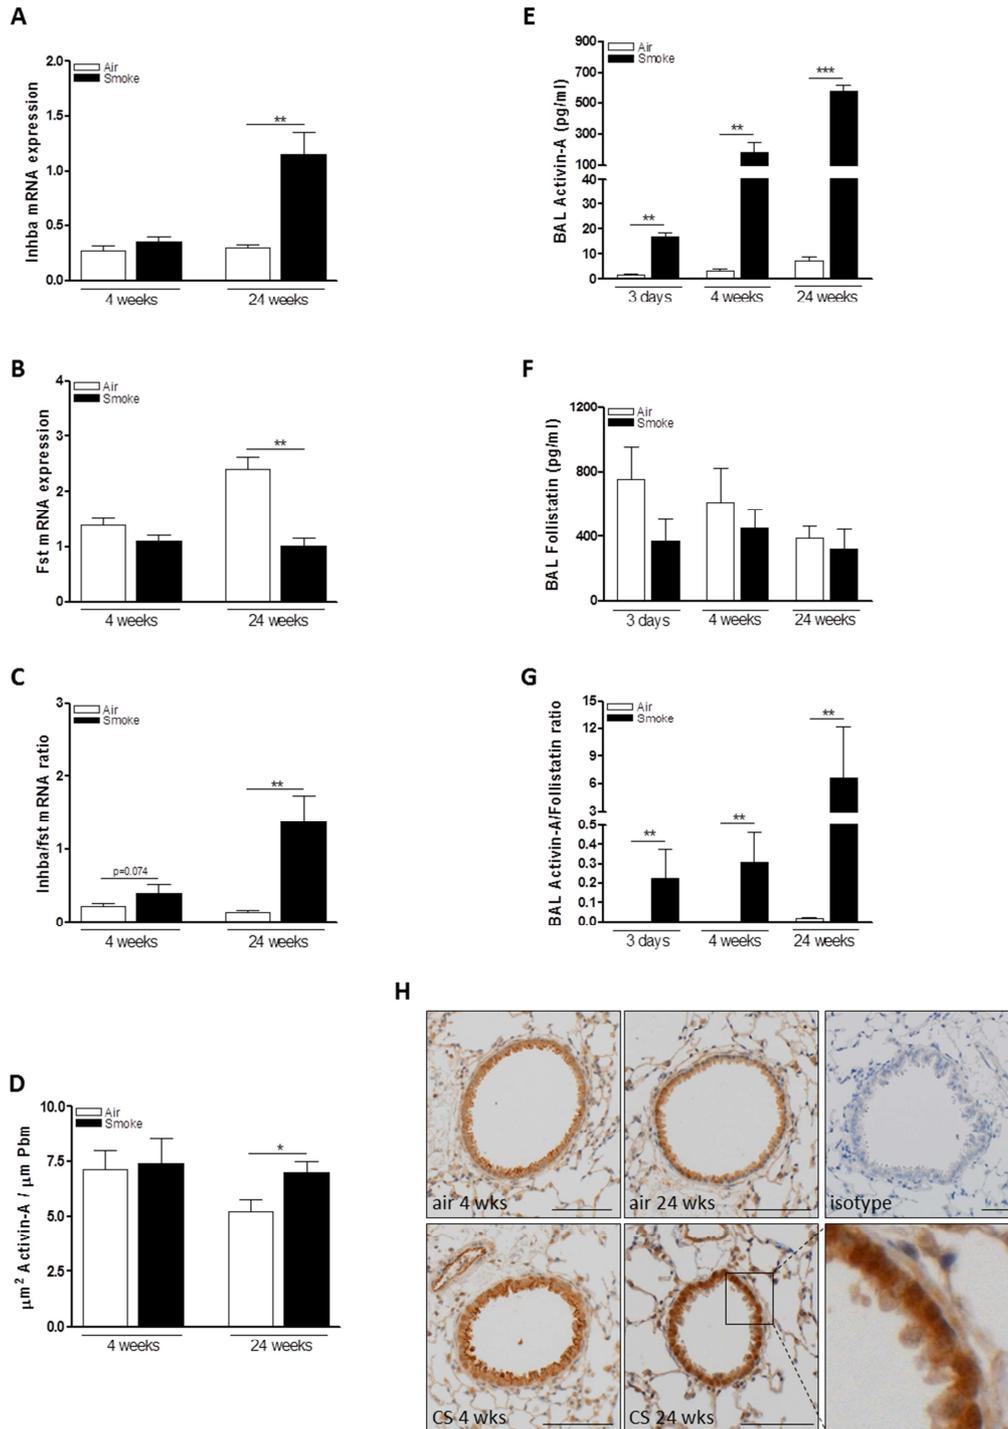 A
Inhba mRNA expression
2.0
1.5
1.0
0.5
0.0
Air
Smoke
**
4 weeks
24 weeks
B
Fst mRNA expression
4
3
2
1
0
Air
Smoke
**
4 weeks
24 weeks
C
Inhba/fst mRNA ratio
3
2
1
0
Air
Smoke
p=0.074
**
4 weeks
24 weeks
D
µm² Activin-A / µm Pbm
10.0
7.5
5.0
2.5
0.0
Air
Smoke
*
4 weeks
24 weeks
E
BAL Activin-A (pg/ml)
900
700
500
300
100
40
30
20
10
0
Air
Smoke
**
**
***
3 days
4 weeks
24 weeks
F
BAL Follistatin (pg/ml)
1200
800
400
0
Air
Smoke
3 days
4 weeks
24 weeks
G
BAL Activin-A/Follistatin ratio
15
12
9
6
3
0.5
0.4
0.3
0.2
0.1
0.0
Air
Smoke
**
**
**
3 days
4 weeks
24 weeks
H
air 4 wks
air 24 wks
isotype
CS 4 wks
CS 24 wks